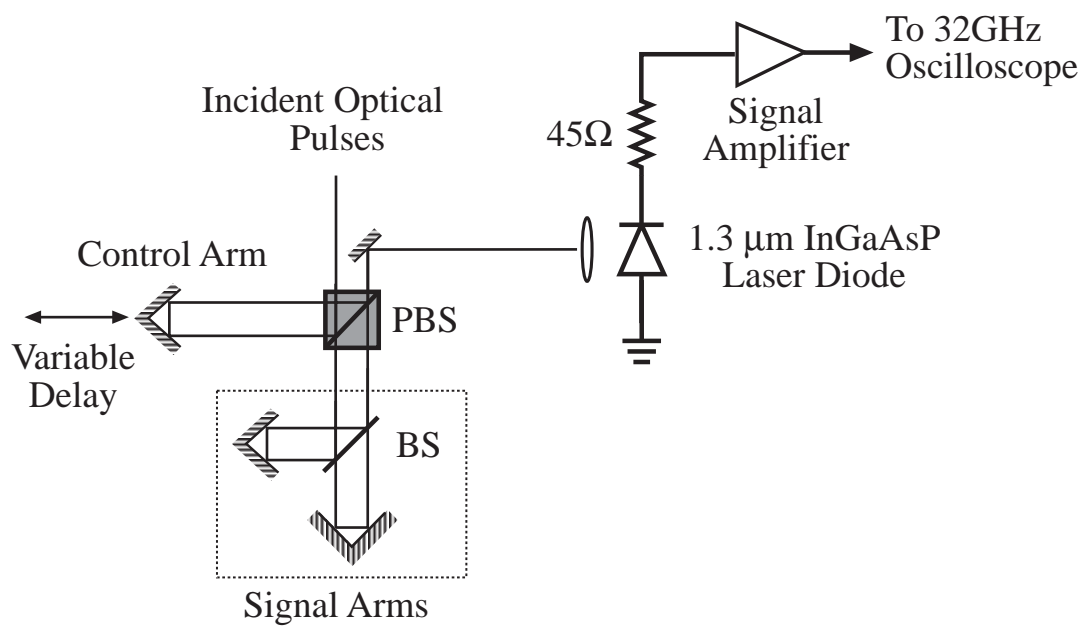 To 32GHz
Oscilloscope
Signal
Amplifier
45Ω
Incident Optical
Pulses
1.3 μm InGaAsP
Laser Diode
Control Arm
PBS
Variable
Delay
BS
Signal Arms